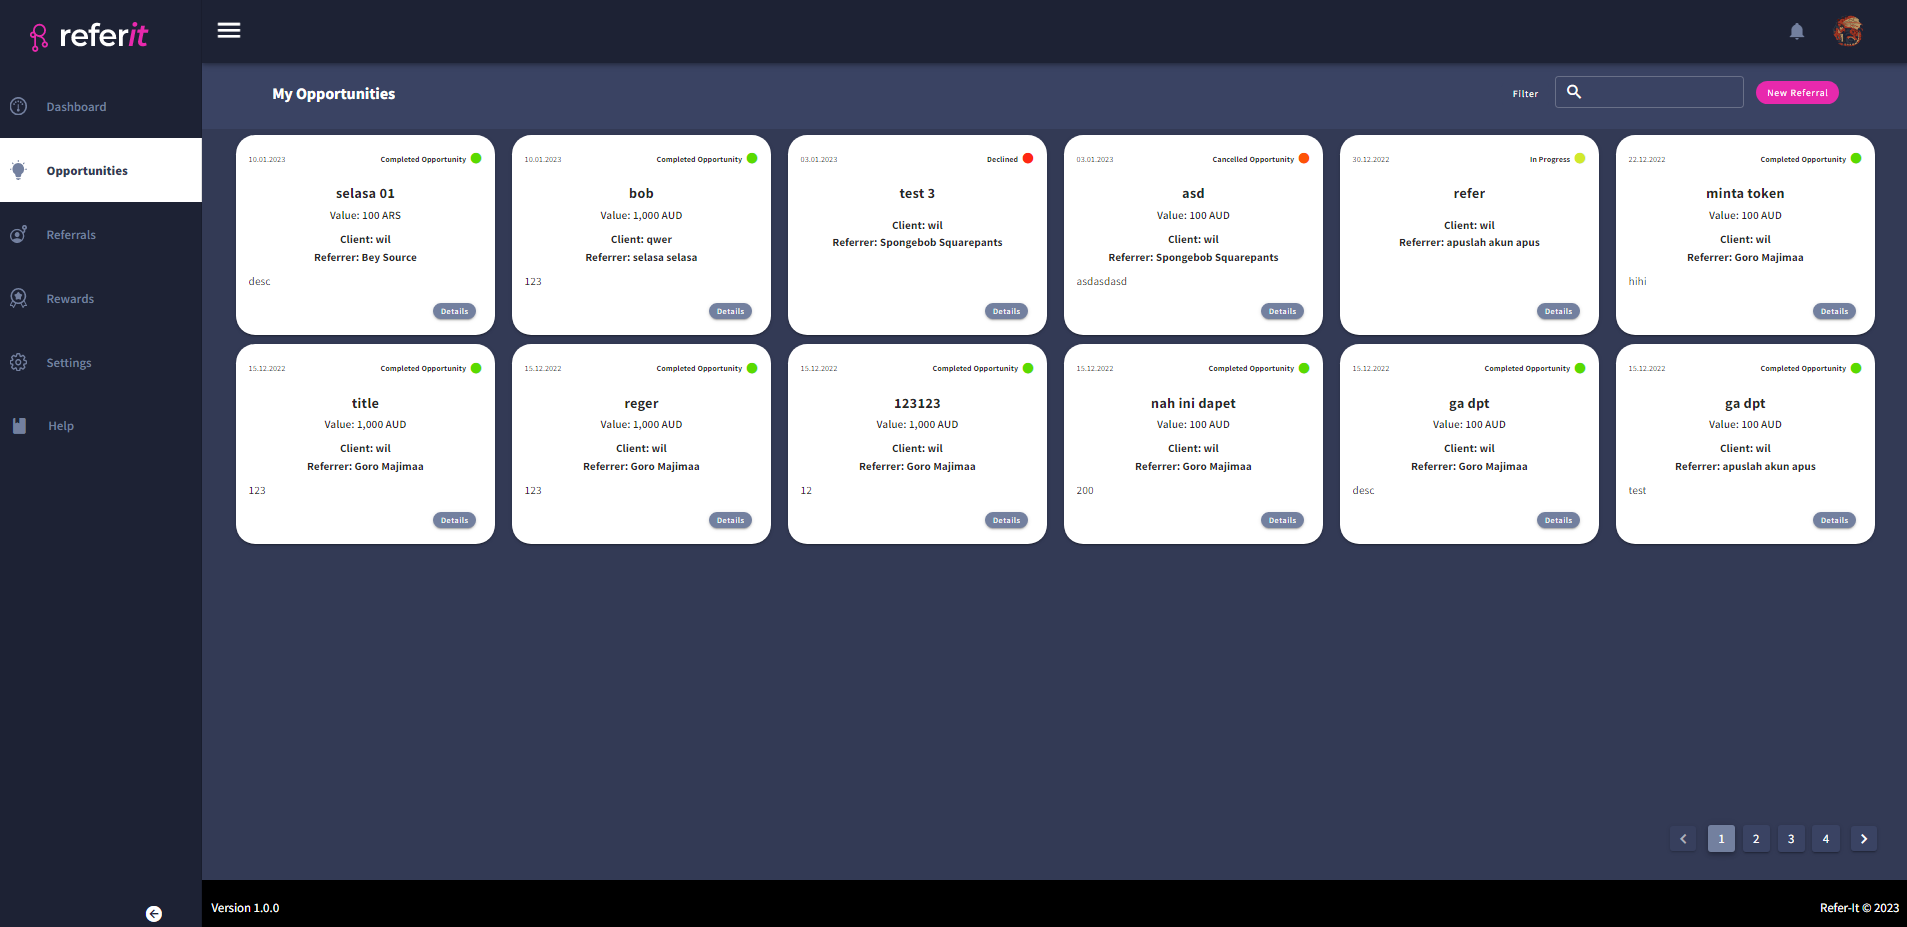 referit
Dashboard
Opportunities
Referrals
Rewards
Settings
Help
My Opportunities
Filter
New Referral
10.01.2023
Completed Opportunity
selasa 01
Value: 100 ARS
Client: wil
Referrer: Bey Source
desc
Details
10.01.2023
Completed Opportunity
bob
Value: 1,000 AUD
Client: qwer
Referrer: selasa selasa
123
Details
03.01.2023
Declined
test 3
Client: wil
Referrer: Spongebob Squarepants
Details
03.01.2023
Cancelled Opportunity
asd
Value: 100 AUD
Client: wil
Referrer: Spongebob Squarepants
asdasdasd
Details
30.12.2022
In Progress
refer
Client: wil
Referrer: apuslah akun apus
Details
22.12.2022
Completed Opportunity
minta token
Value: 100 AUD
Client: wil
Referrer: Goro Majimaa
hihi
Details
15.12.2022
Completed Opportunity
title
Value: 1,000 AUD
Client: wil
Referrer: Goro Majimaa
123
Details
15.12.2022
Completed Opportunity
reger
Value: 1,000 AUD
Client: wil
Referrer: Goro Majimaa
123
Details
15.12.2022
Completed Opportunity
123123
Value: 1,000 AUD
Client: wil
Referrer: Goro Majimaa
12
Details
15.12.2022
Completed Opportunity
nah ini dapet
Value: 100 AUD
Client: wil
Referrer: Goro Majimaa
200
Details
15.12.2022
Completed Opportunity
ga dpt
Value: 100 AUD
Client: wil
Referrer: Goro Majimaa
desc
Details
15.12.2022
Completed Opportunity
ga dpt
Value: 100 AUD
Client: wil
Referrer: apuslah akun apus
test
Details
1 2 3 4
Version 1.0.0
Refer-It © 2023